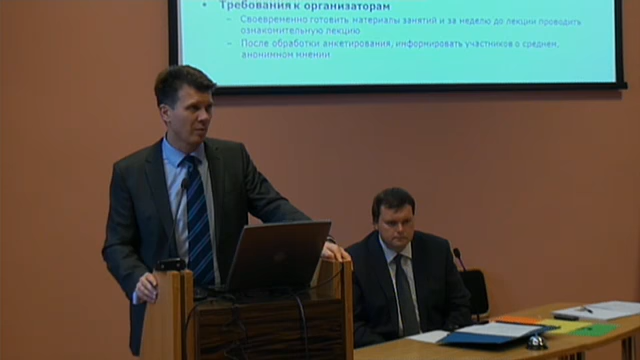 • Требования к организаторам
– Своевременно готовить материалы занятий и за неделю до лекции проводить
ознакомительную лекцию
– После обработки анкетирования, информировать участников о среднем,
анонимном мнении